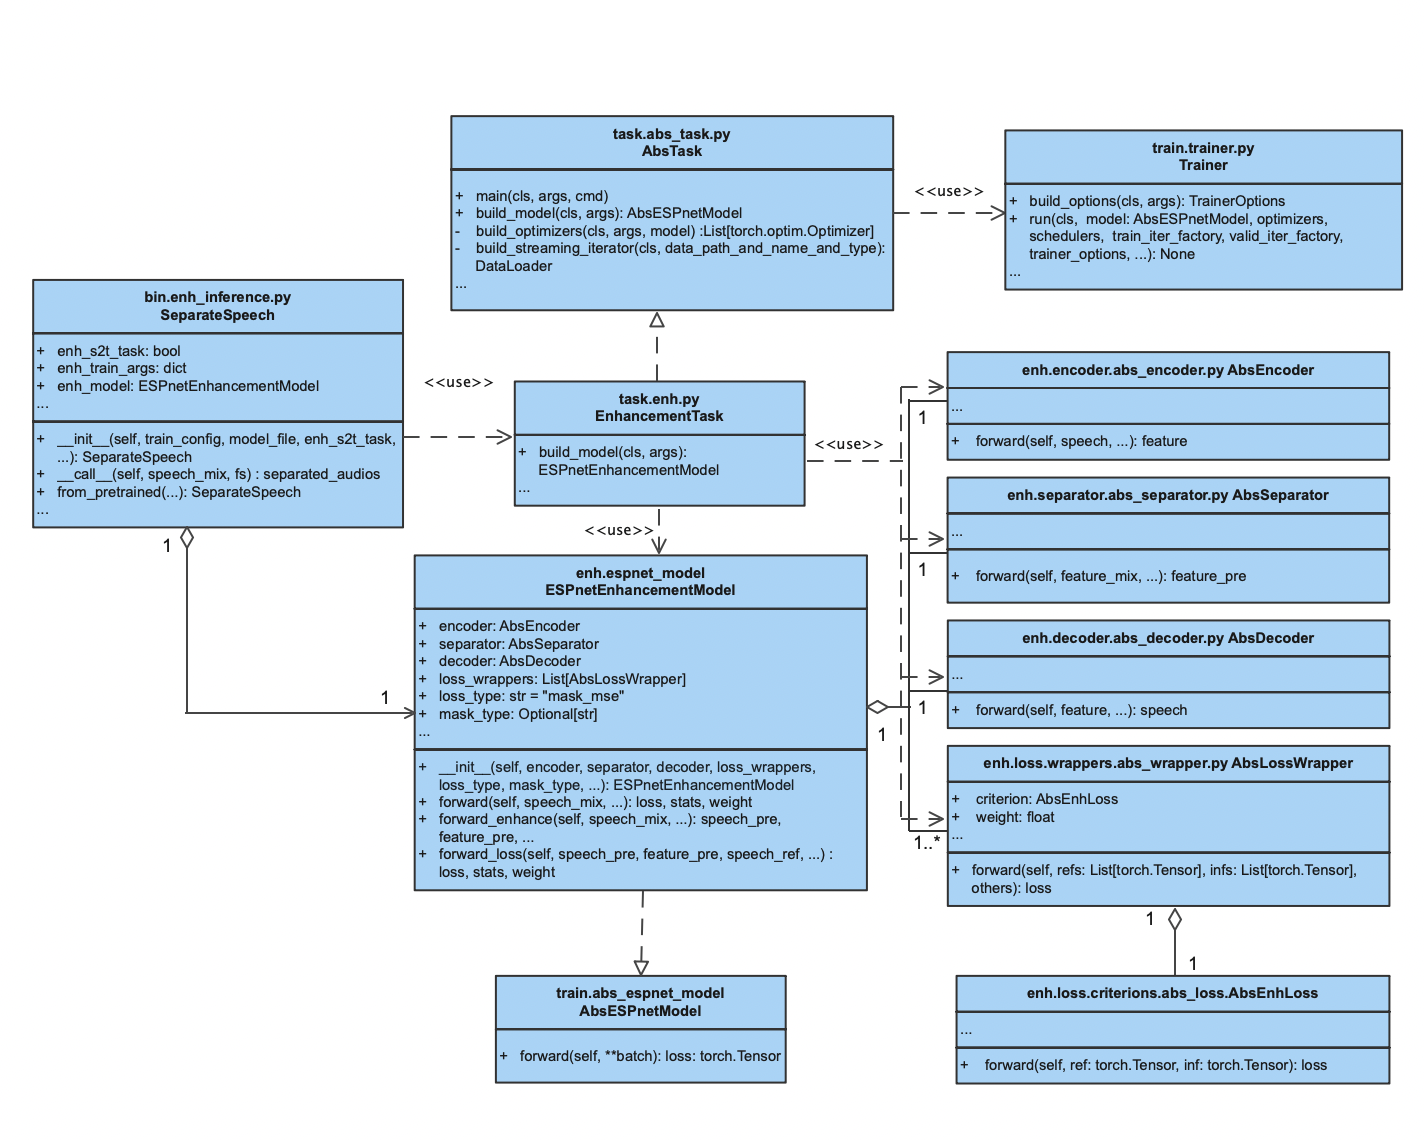 task.abs_task.py
AbsTask
+ main(cls, args, cmd)
+ build_model(cls, args): AbsESPnetModel
- build_optimizers(cls, args, model) :List[torch.optim.Optimizer]
- build_streaming_iterator(cls, data_path_and_name_and_type):
DataLoader
...
<<use>>
train.trainer.py
Trainer
+ build_options(cls, args): TrainerOptions
+ run(cls, model: AbsESPnetModel, optimizers,
schedulers, train_iter_factory, valid_iter_factory,
trainer_options, ...): None
...
bin.enh_inference.py
SeparateSpeech
+ enh_s2t_task: bool
+ enh_train_args: dict
+ enh_model: ESPnetEnhancementModel
...
+ __init__(self, train_config, model_file, enh_s2t_task,
...): SeparateSpeech
+ __call__(self, speech_mix, fs) : separated_audios
+ from_pretrained(...): SeparateSpeech
...
<<use>>
task.enh.py
EnhancementTask
+ build_model(cls, args):
ESPnetEnhancementModel
...
<<use>>
<<use>>
1
1
enh.espnet_model
ESPnetEnhancementModel
+ encoder: AbsEncoder
+ separator: AbsSeparator
+ decoder: AbsDecoder
+ loss_wrappers: List[AbsLossWrapper]
+ loss_type: str = "mask_mse"
+ mask_type: Optional[str]
...
+ __init__(self, encoder, separator, decoder, loss_wrappers,
loss_type, mask_type, ...): ESPnetEnhancementModel
+ forward(self, speech_mix, ...): loss, stats, weight
+ forward_enhance(self, speech_mix, ...): speech_pre,
feature_pre, ...
+ forward_loss(self, speech_pre, feature_pre, speech_ref, ...) :
loss, stats, weight
1
enh.encoder.abs_encoder.py AbsEncoder
...
+ forward(self, speech, ...): feature
1
enh.separator.abs_separator.py AbsSeparator
...
+ forward(self, feature_mix, ...): feature_pre
1
enh.decoder.abs_decoder.py AbsDecoder
...
+ forward(self, feature, ...): speech
1
enh.loss.wrappers.abs_wrapper.py AbsLossWrapper
+ criterion: AbsEnhLoss
+ weight: float
...
+ forward(self, refs: List[torch.Tensor], infs: List[torch.Tensor],
others): loss
1..*
1
1
train.abs_espnet_model
AbsESPnetModel
+ forward(self, **batch): loss: torch.Tensor
enh.loss.criterions.abs_loss.AbsEnhLoss
...
+ forward(self, ref: torch.Tensor, inf: torch.Tensor): loss